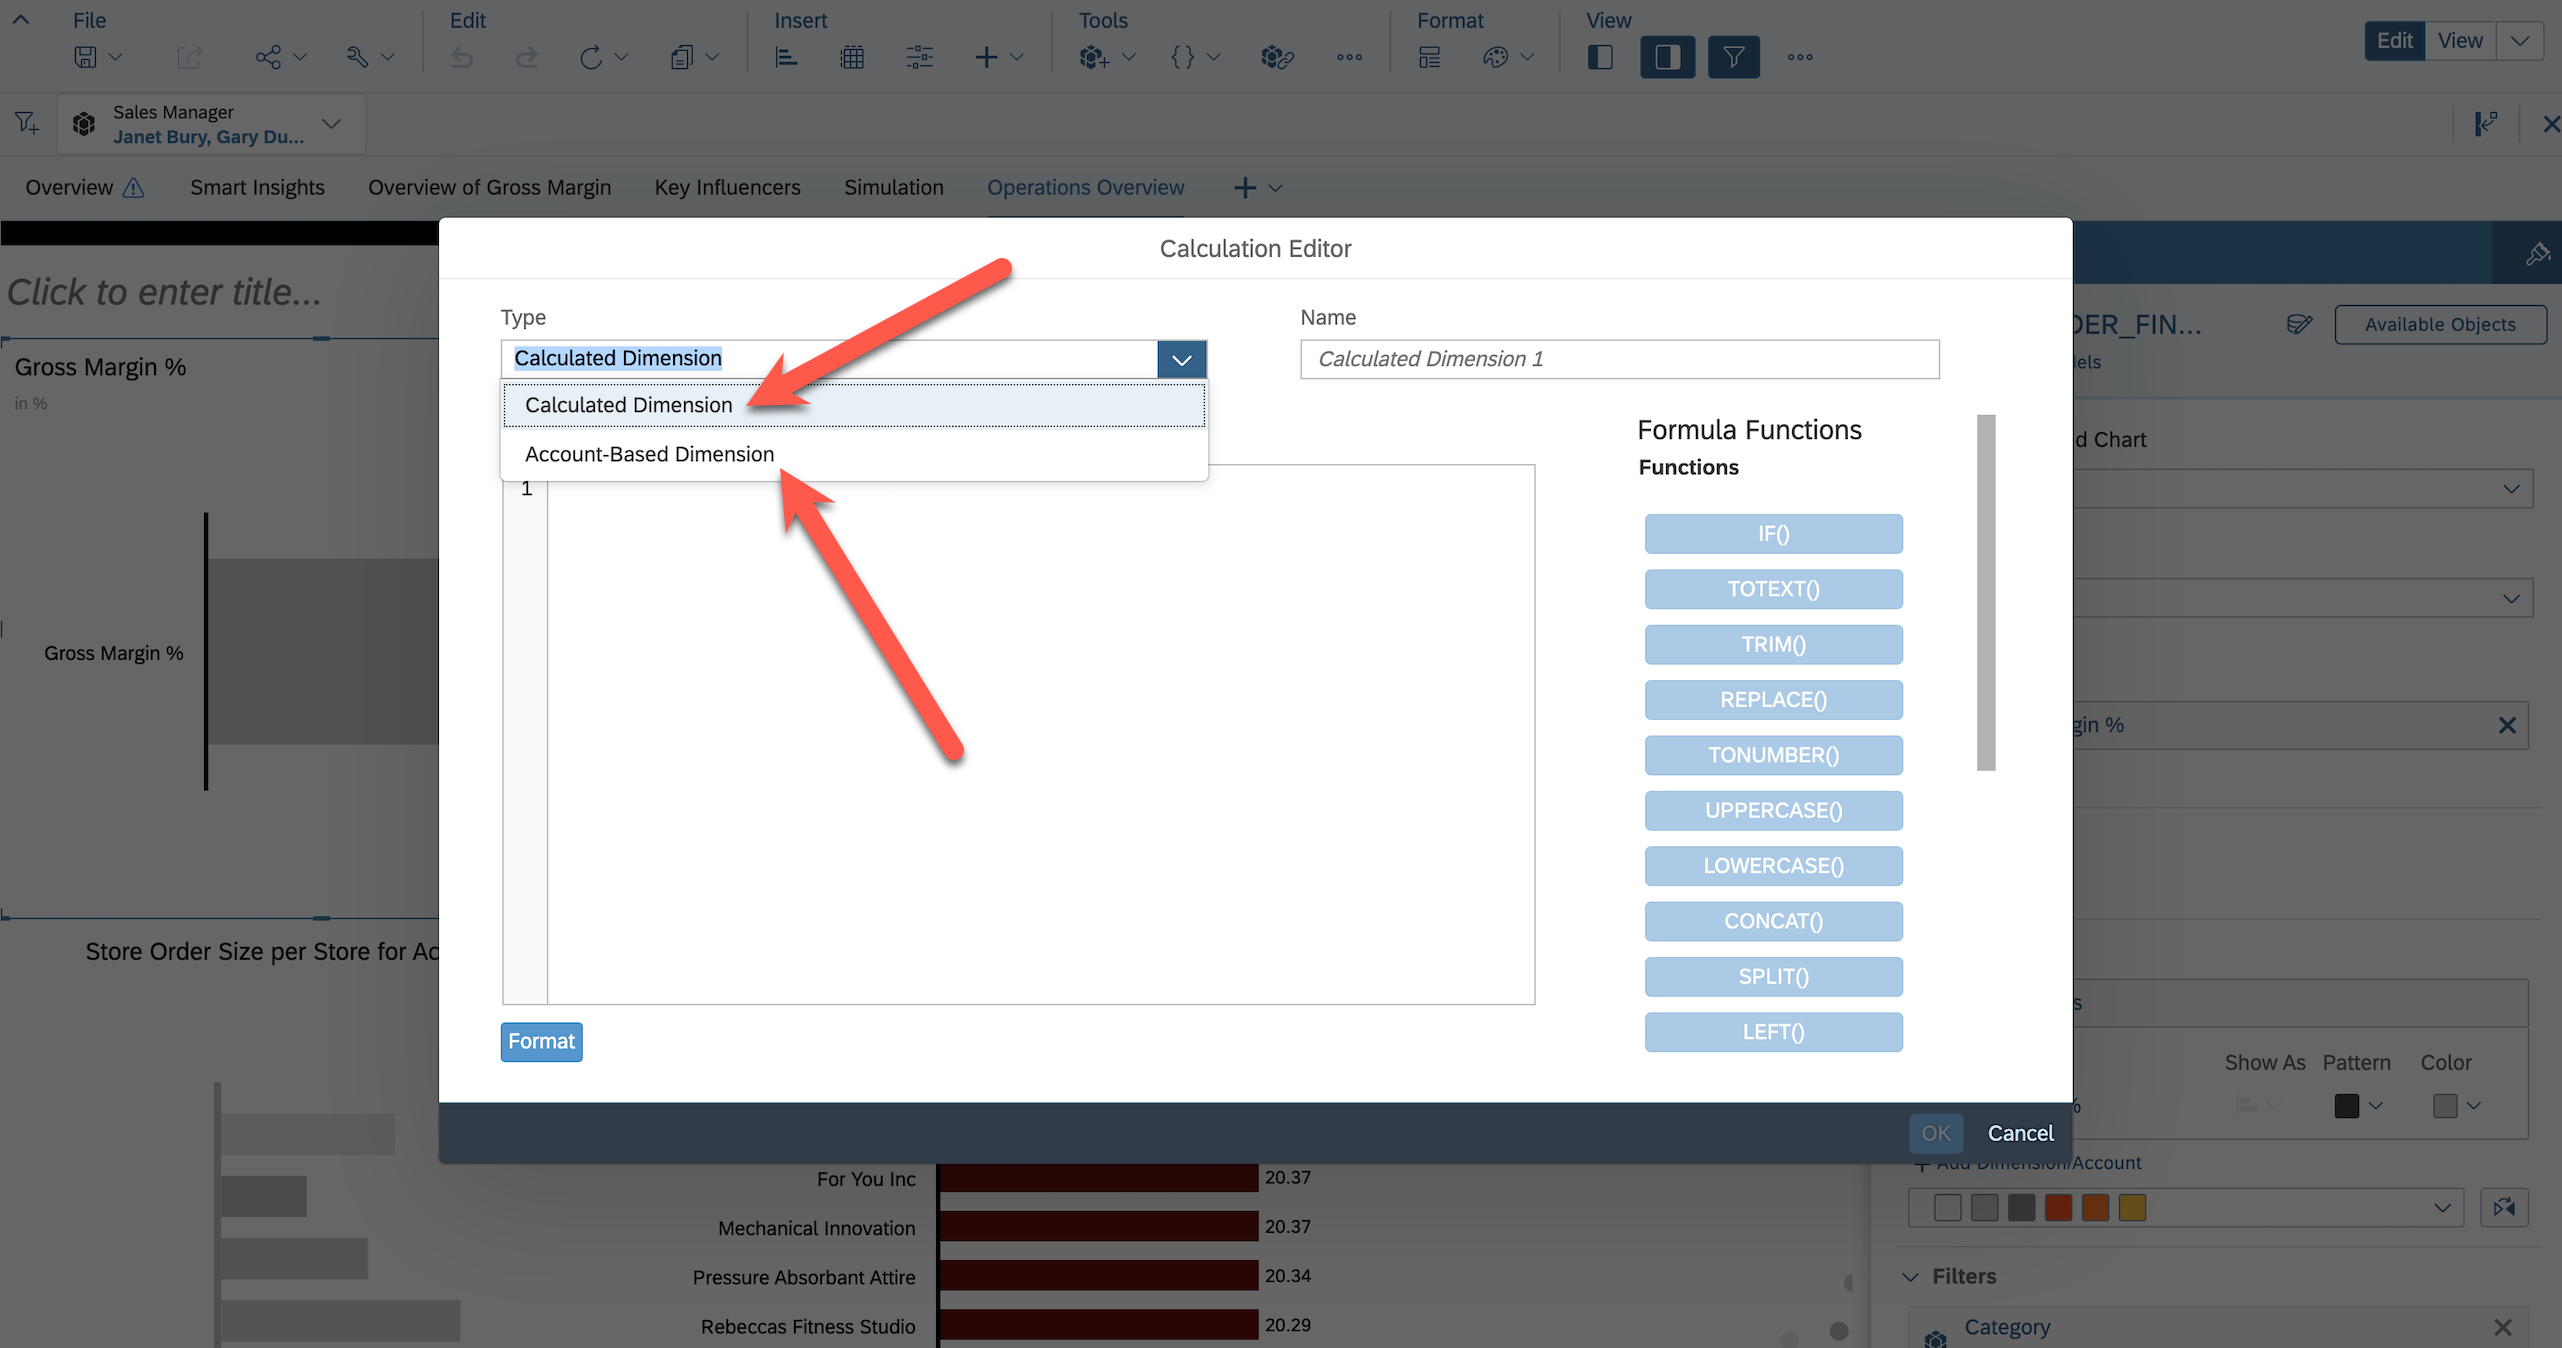 File
Edit
Insert
Tools
Format
View
Edit
View
Sales Manager
Janet Bury, Gary Du...
Overview
Smart Insights
Overview of Gross Margin
Key Influencers
Simulation
Operations Overview
Calculation Editor
Click to enter title...
Type
Name
DER_FIN...
Available Objects
Calculated Dimension
Calculated Dimension 1
Gross Margin %
in %
Calculated Dimension
Account-Based Dimension
Formula Functions
Functions
d Chart
1
IF()
TOTEXT()
TRIM()
REPLACE()
TONUMBER()
UPPERCASE()
LOWERCASE()
CONCAT()
SPLIT()
LEFT()
Gross Margin %
gin %
Store Order Size per Store for Ac
Format
Show As
Pattern
Color
%
OK
Cancel
Add Dimension/Account
For You Inc
20.37
Mechanical Innovation
20.37
Pressure Absorbant Attire
20.34
Rebeccas Fitness Studio
20.29
Filters
Category